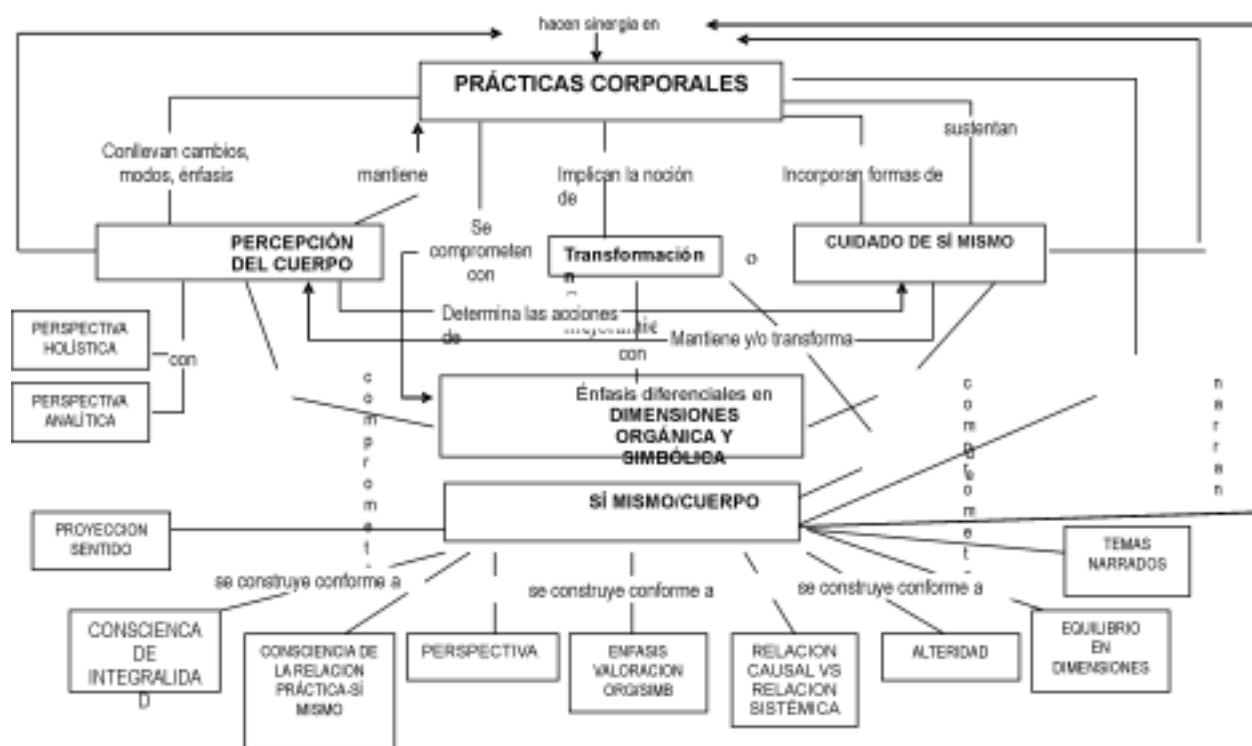 hacen sinergia en
PRÁCTICAS CORPORALES
sustentan
Conllevan cambios,
modos, énfasis
mantiene
Implican la noción
de
Incorporan formas de
Se
comprometen
con
PERCEPCIÓN
DEL CUERPO
Transformació
n
o
CUIDADO DE SÍ MISMO
Determina las acciones
de
Mantiene y/o transforma
con
PERSPECTIVA
HOLÍSTICA
con
PERSPECTIVA
ANALÍTICA
Énfasis diferenciales en
DIMENSIONES
ORGÁNICA Y
SIMBÓLICA
c
o
m
p
r
o
m
e
t
c
o
m
p
r
o
m
e
t
n
a
r
r
a
n
SÍ MISMO/CUERPO
PROYECCION
SENTIDO
TEMAS
NARRADOS
se construye conforme a
se construye conforme a
se construye conforme a
CONSCIENCA
DE
INTEGRALIDA
D
CONSCIENCIA DE
LA RELACION
PRÁCTICA-SÍ
MISMO
PERSPECTIVA
ENFASIS
VALORACION
ORG/SIMB
RELACION
CAUSAL VS
RELACION
SISTÉMICA
ALTERIDAD
EQUILIBRIO
EN
DIMENSIONES